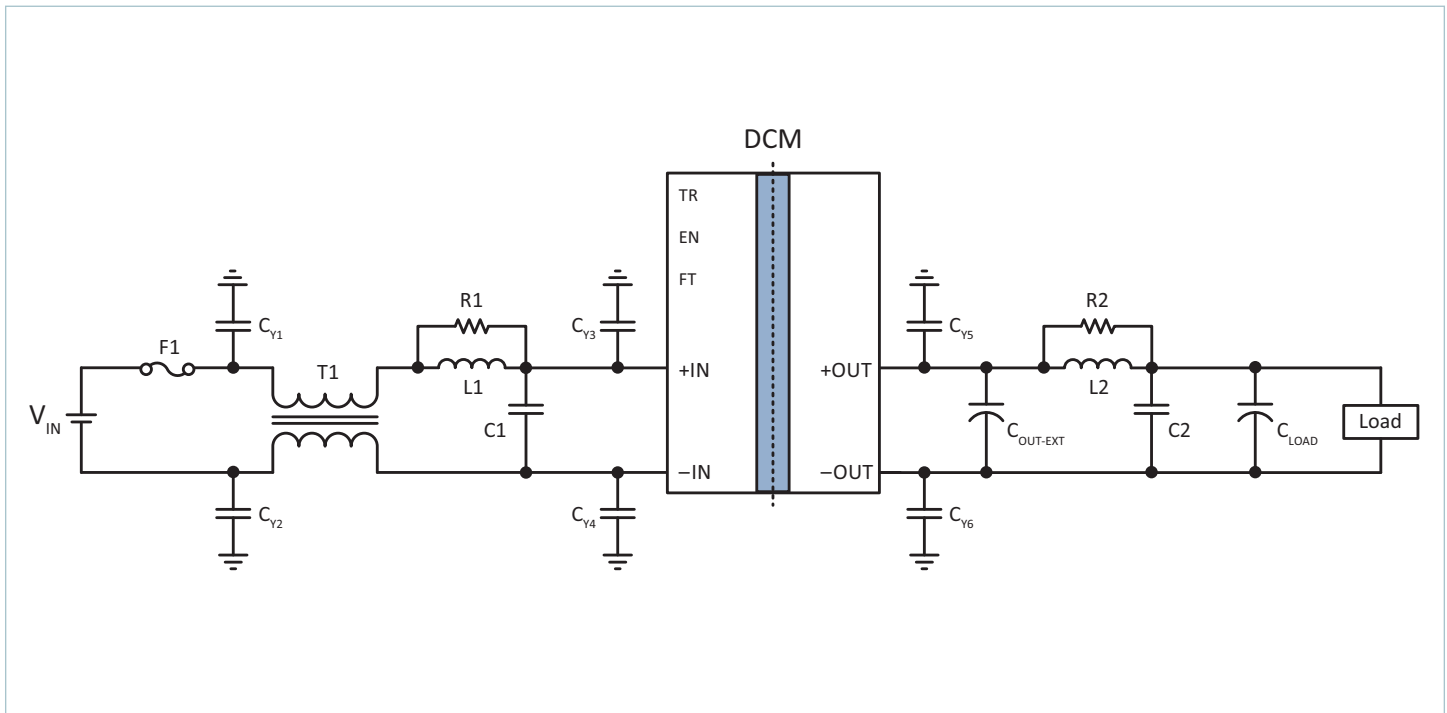 DCM
TR
EN
FT
+IN
−IN
+OUT
−OUT
V_IN
F1
C_Y1
C_Y2
T1
R1
L1
C1
C_Y3
C_Y4
C_Y5
C_Y6
C_OUT-EXT
R2
L2
C2
C_LOAD
Load